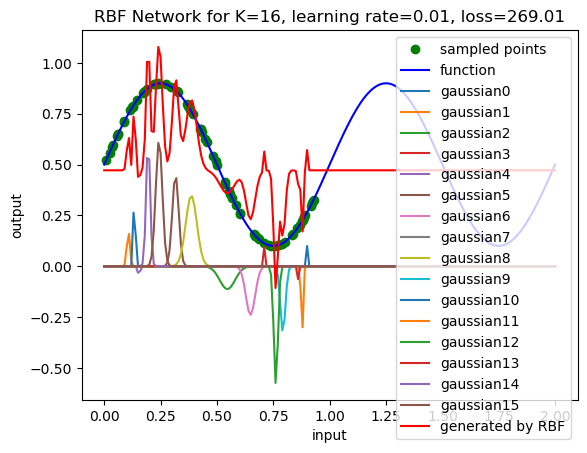 RBF Network for K=16, learning rate=0.01, loss=269.01
sampled points
function
gaussian0
gaussian1
gaussian2
gaussian3
gaussian4
gaussian5
gaussian6
gaussian7
gaussian8
gaussian9
gaussian10
gaussian11
gaussian12
gaussian13
gaussian14
gaussian15
generated by RBF
output
1.00
0.75
0.50
0.25
0.00
−0.25
−0.50
0.00 0.25 0.50 0.75 1.00 1.25 1.50 1.75 2.00
input